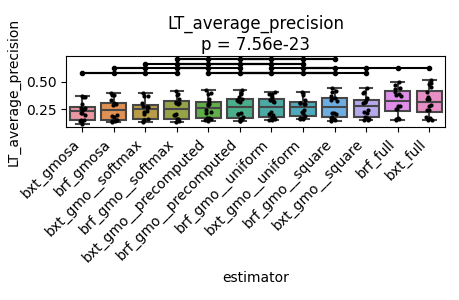 LT_average_precision
p = 7.56e-23
LT_average_precision
0.50
0.25
bxt_gmosa
brf_gmosa
bxt_gmo__softmax
brf_gmo__softmax
bxt_gmo__precomputed
brf_gmo__precomputed
brf_gmo__uniform
bxt_gmo__uniform
brf_gmo__square
bxt_gmo__square
brf_full
bxt_full
estimator